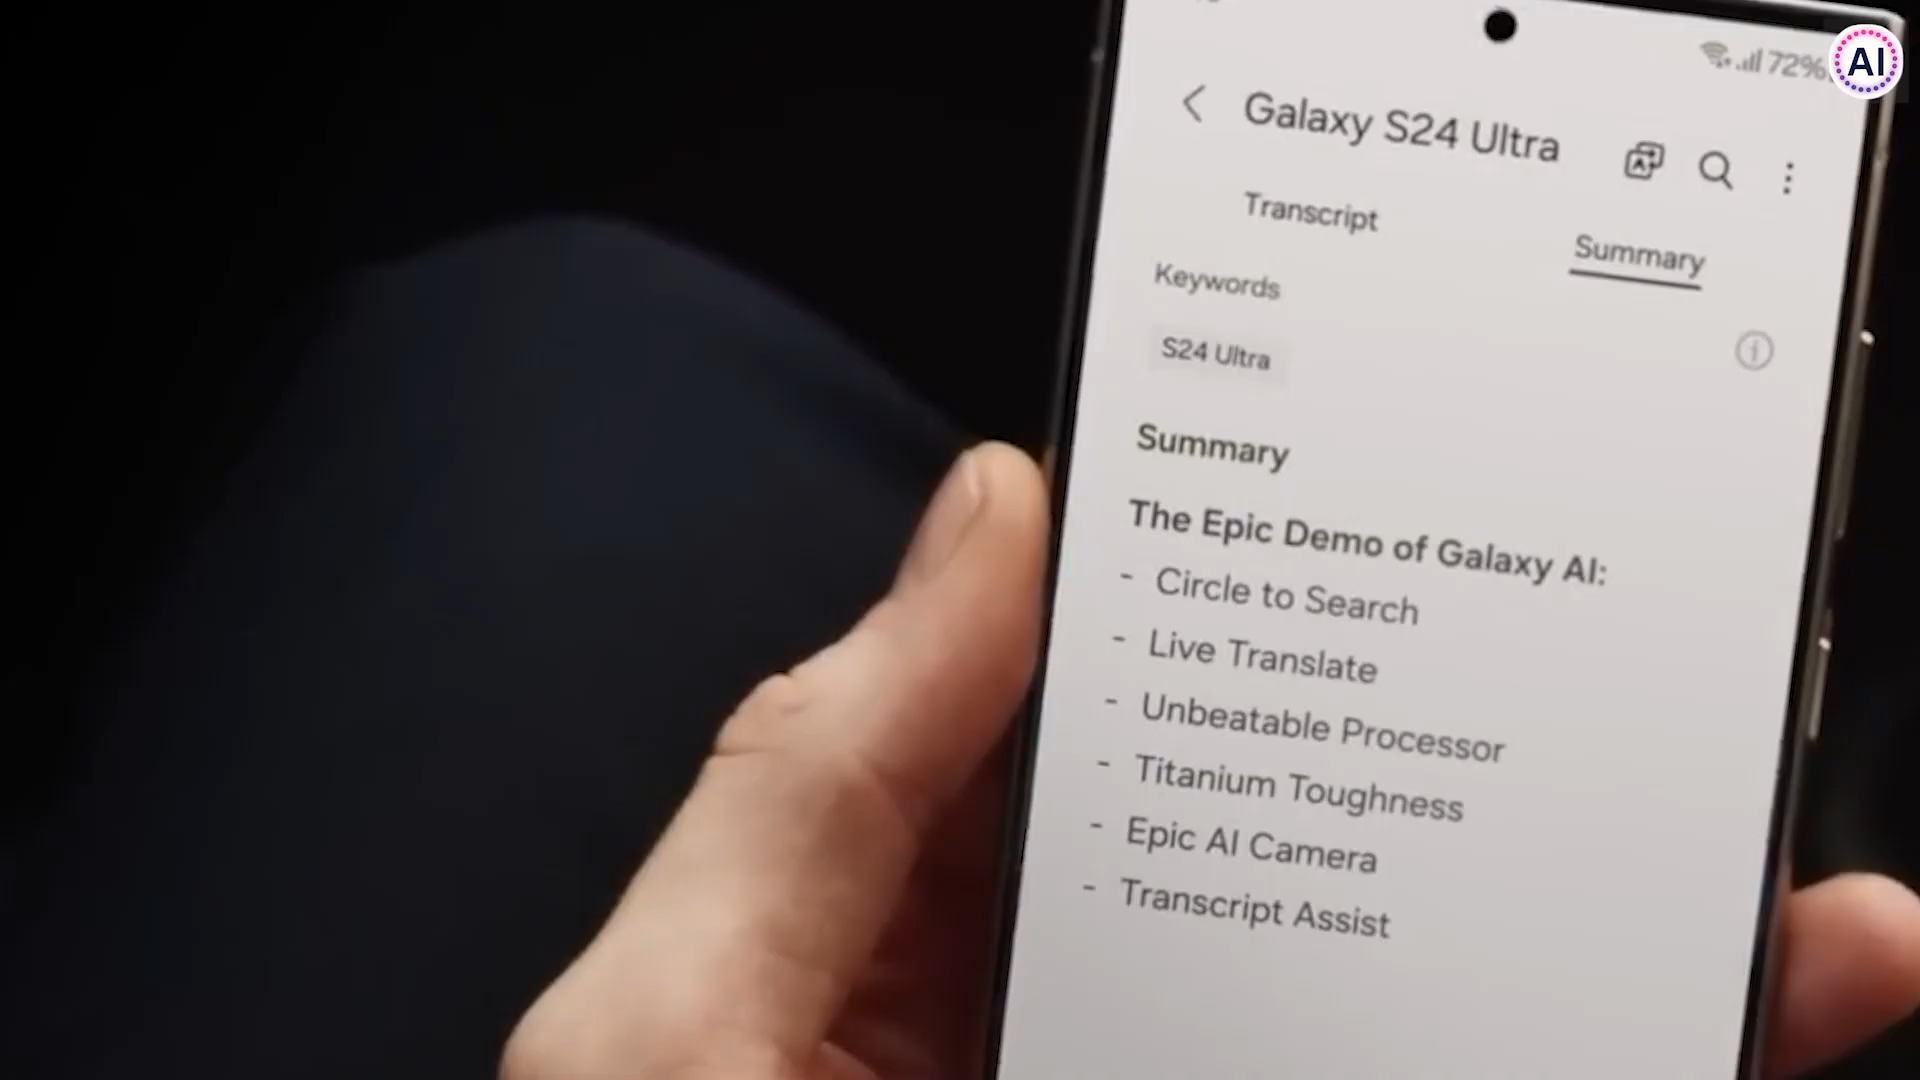 72%
AI
Galaxy S24 Ultra
Transcript
Summary
Keywords
S24 Ultra
Summary
The Epic Demo of Galaxy AI:
- Circle to Search
- Live Translate
- Unbeatable Processor
- Titanium Toughness
- Epic AI Camera
- Transcript Assist